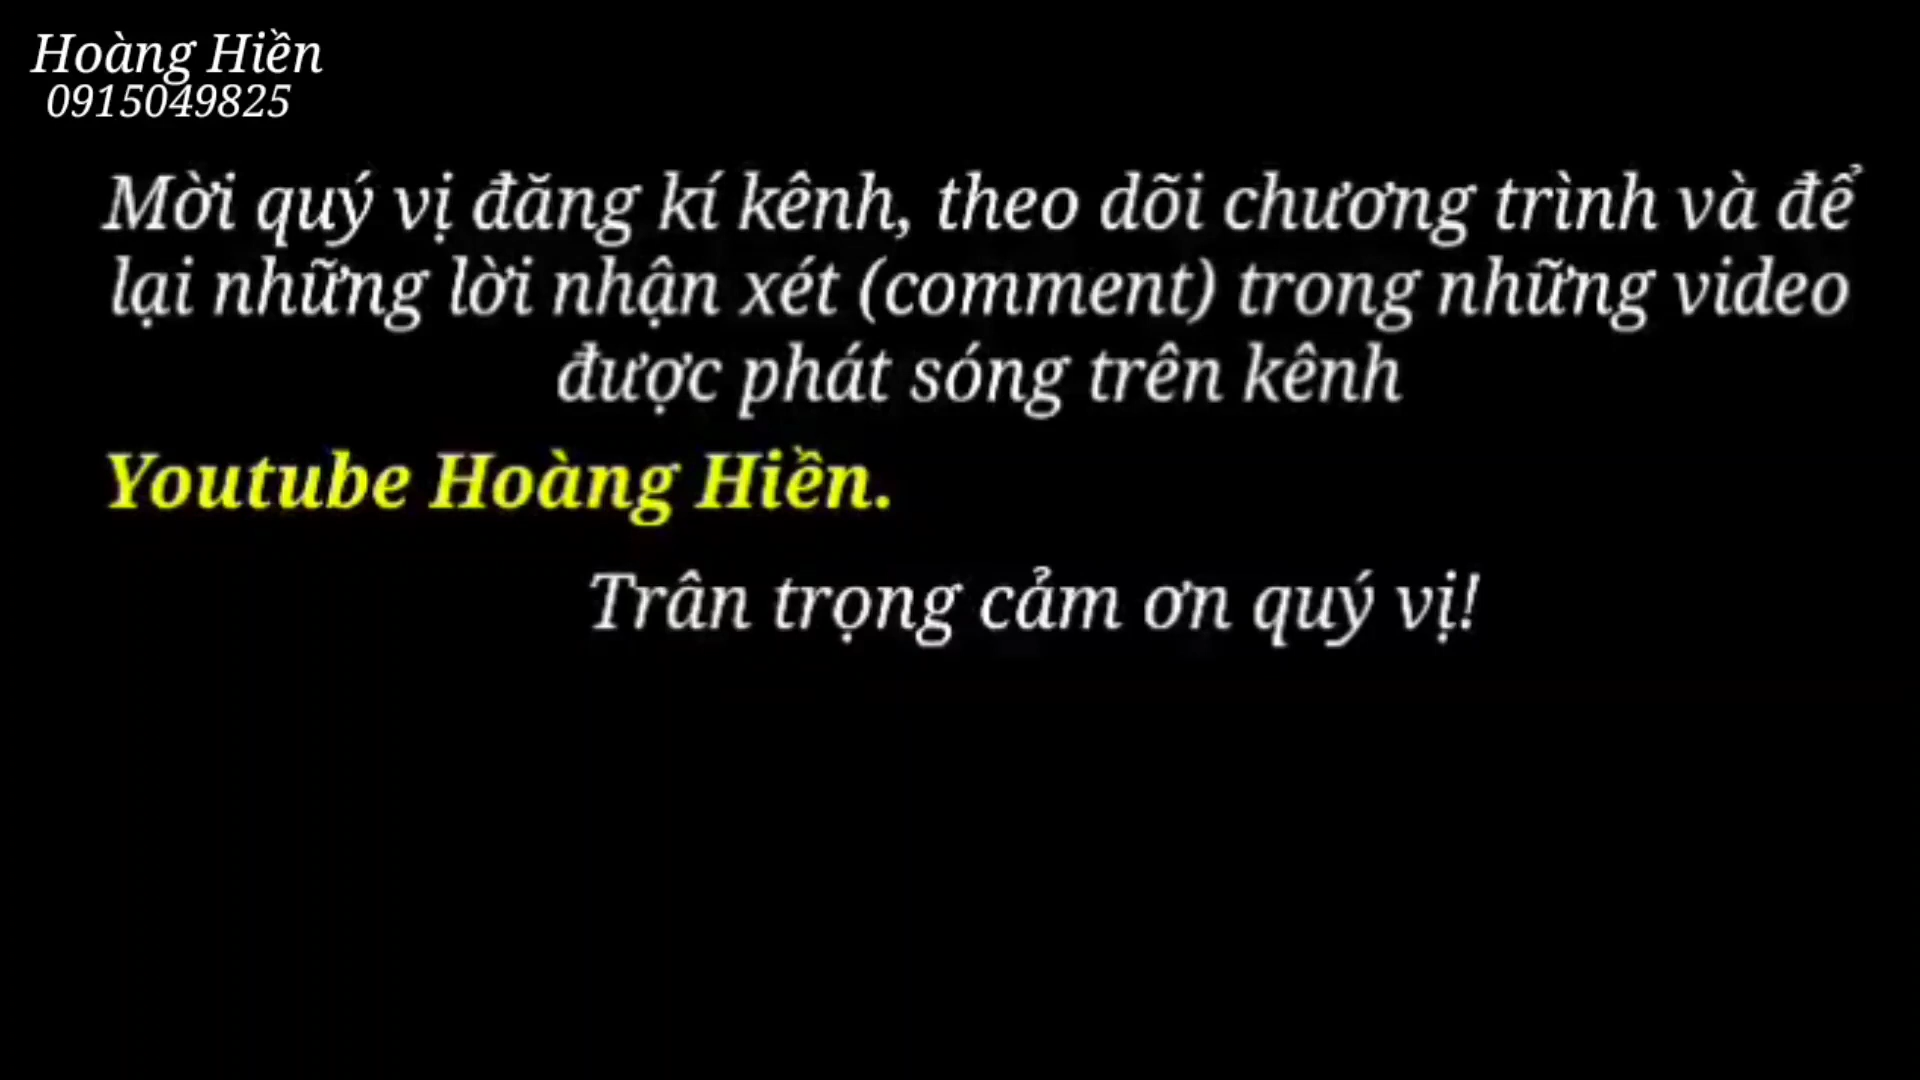 Hoàng Hiền
0915049825
Mời quý vị đăng kí kênh, theo dõi chương trình và để
lại những lời nhận xét (comment) trong những video
được phát sóng trên kênh
Youtube Hoàng Hiền.
Trân trọng cảm ơn quý vị!